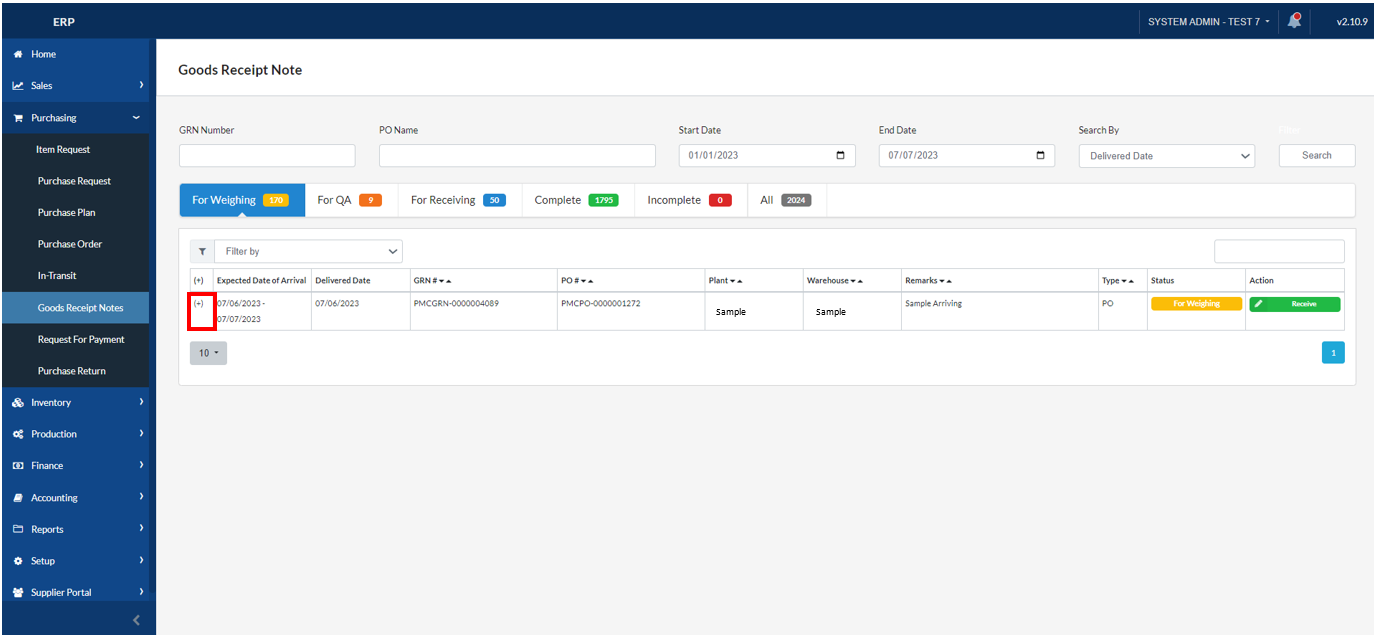 ERP
SYSTEM ADMIN - TEST 7
v2.10.9
Home
Sales
Purchasing
Item Request
Purchase Request
Purchase Plan
Purchase Order
In-Transit
Goods Receipt Notes
Request For Payment
Purchase Return
Inventory
Production
Finance
Accounting
Reports
Setup
Supplier Portal
Goods Receipt Note
GRN Number
PO Name
Start Date
End Date
Search By
Filter
01/01/2023
07/07/2023
Delivered Date
Search
For Weighing 170
For QA 9
For Receiving 50
Complete 1795
Incomplete 0
All 2024
Filter by
(+) Expected Date of Arrival Delivered Date GRN # PO # Plant Warehouse Remarks Type Status Action
(+) 07/06/2023 - 07/06/2023 PMCGRN-0000004089 PMCPO-0000001272 Sample Sample Sample Arriving PO For Weighing Receive
07/07/2023
10
1